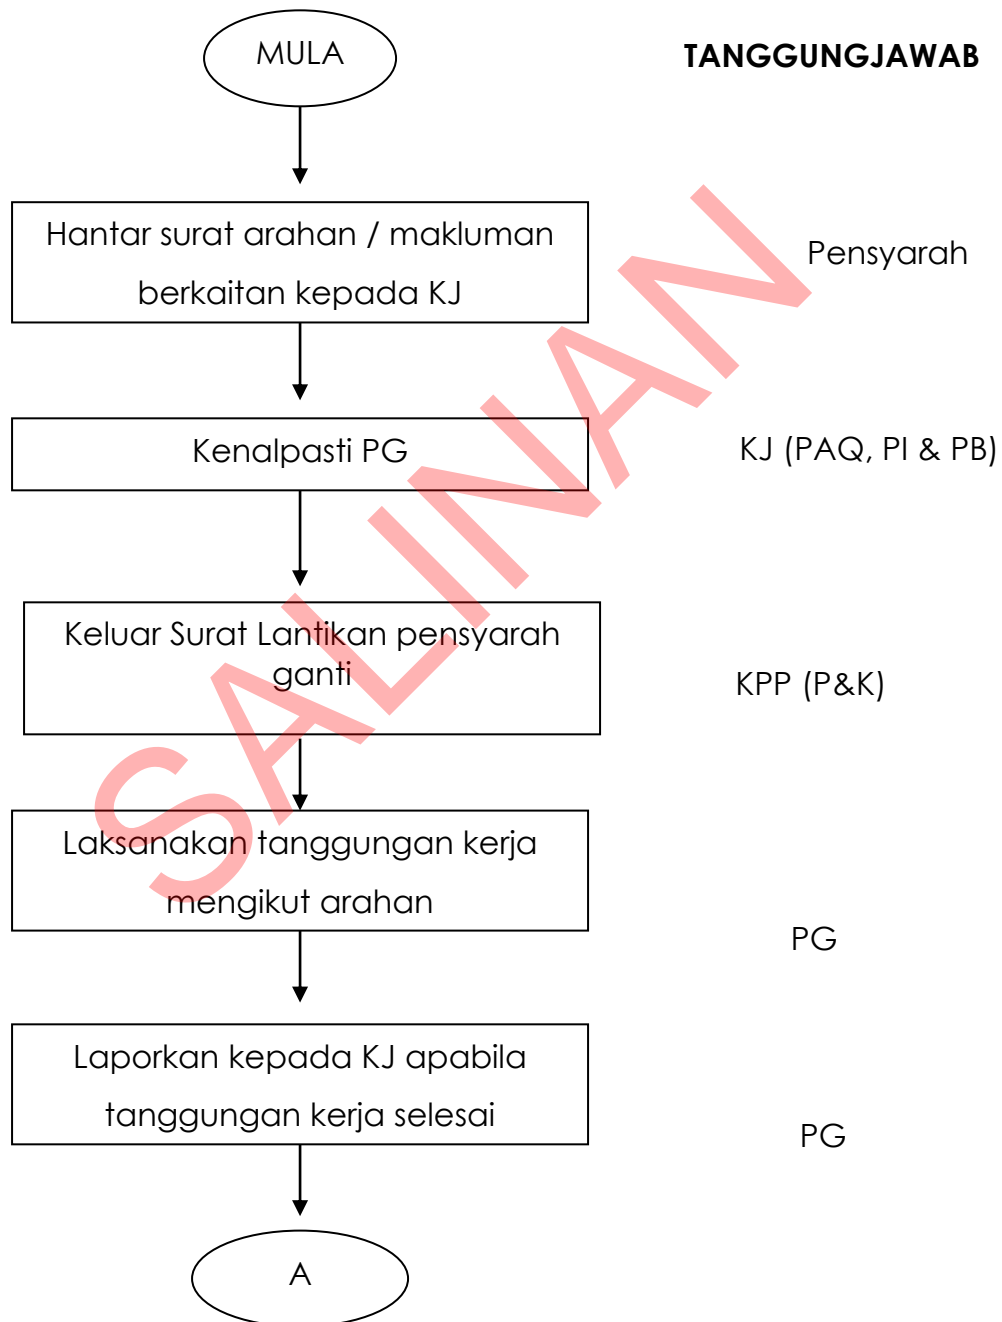 MULA
TANGGUNGJAWAB
Hantar surat arahan / makluman
berkaitan kepada KJ
Pensyarah
Kenalpasti PG
KJ (PAQ, PI & PB)
Keluar Surat Lantikan pensyarah
ganti
KPP (P&K)
Laksanakan tanggungan kerja
mengikut arahan
PG
Laporkan kepada KJ apabila
tanggungan kerja selesai
PG
A
SALINAN